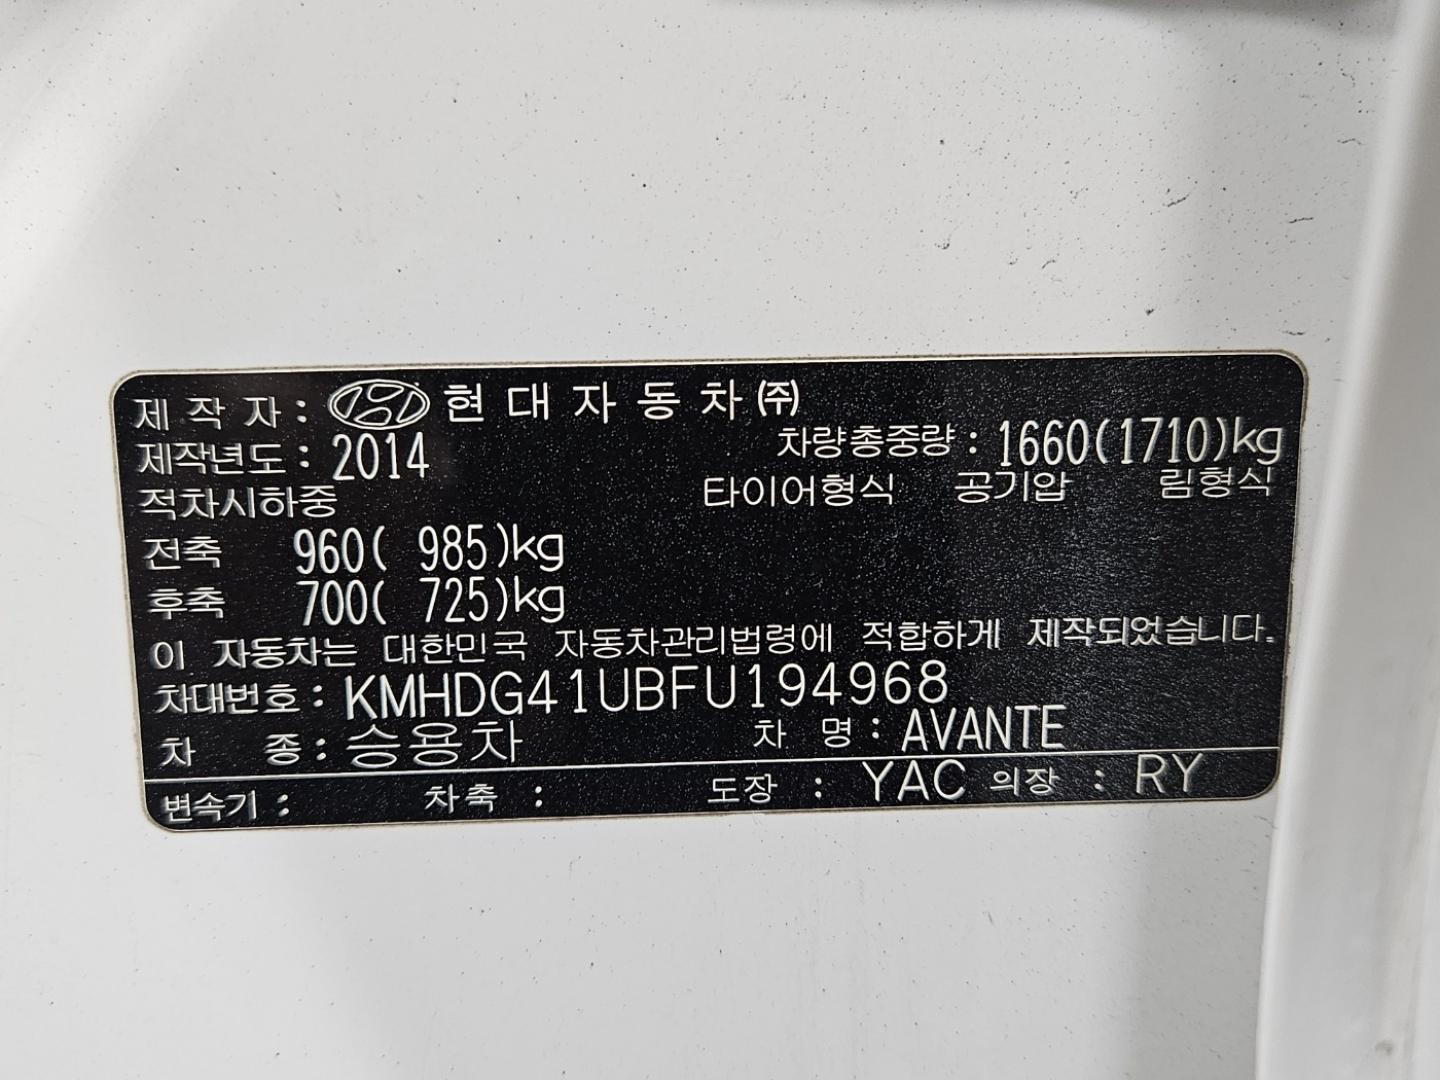 제 작 자 : 현 대 자 동 차 ㈜
제작년도 : 2014 차량총중량 : 1660(1710)kg
적차시하중 타이어형식 공기압 림형식
전축 960( 985)kg
후축 700( 725)kg
이 자동차는 대한민국 자동차관리법령에 적합하게 제작되었습니다.
차대번호 : KMHDG41UBFU194968
차 종 : 승용차 차 명 : AVANTE
변속기 : 차축 : 도장 : YAC 의장 : RY